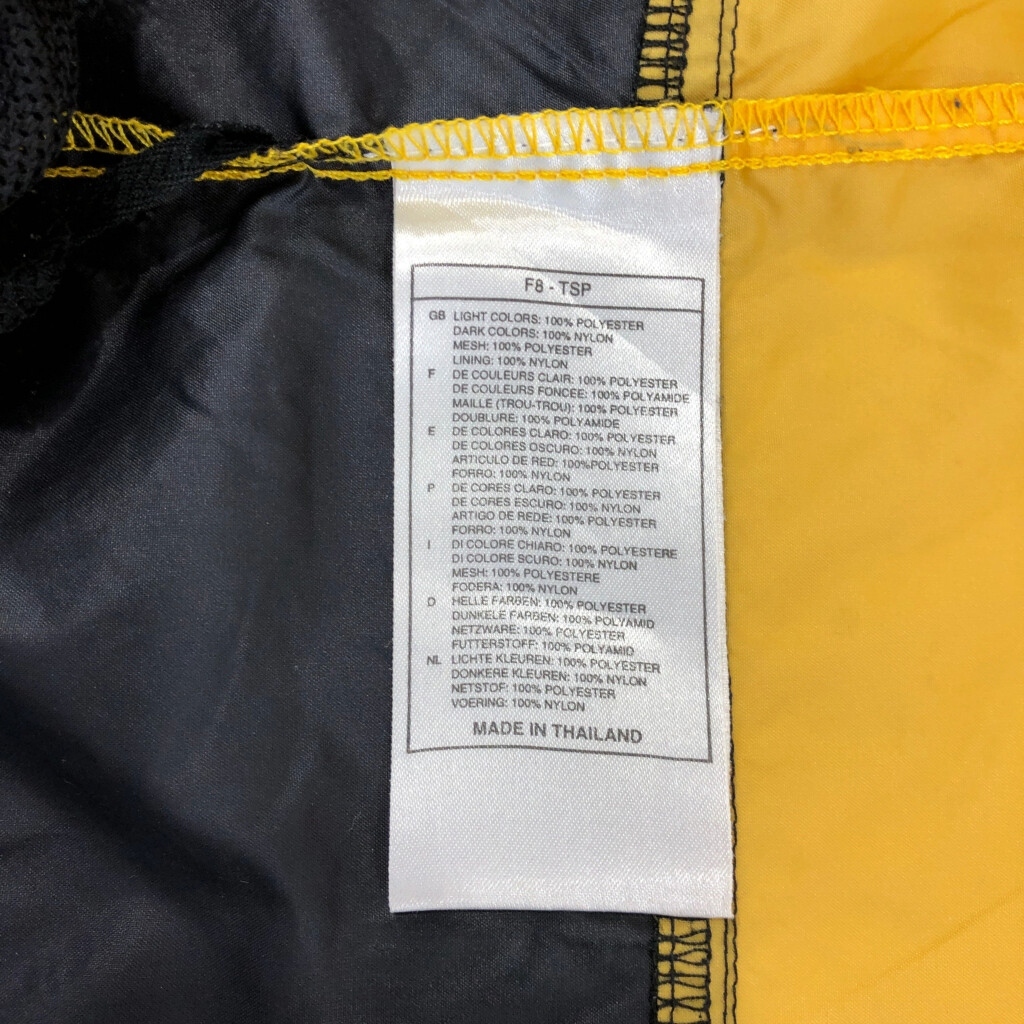 F8 - TSP
GB LIGHT COLORS: 100% POLYESTER
DARK COLORS: 100% NYLON
MESH: 100% POLYESTER
LINING: 100% NYLON
F DE COULEURS CLAIR: 100% POLYESTER
DE COULEURS FONCEE: 100% POLYAMIDE
MAILLE (TROU-TROU): 100% POLYESTER
DOUBLURE: 100% POLYAMIDE
E DE COLORES CLARO: 100% POLYESTER
DE COLORES OSCURO: 100% NYLON
ARTICULO DE RED: 100%POLYESTER
FORRO: 100% NYLON
P DE CORES CLARO: 100% POLYESTER
DE CORES ESCURO: 100% NYLON
ARTIGO DE REDE: 100% POLYESTER
FORRO: 100% NYLON
I DI COLORE CHIARO: 100% POLYESTERE
DI COLORE SCURO: 100% NYLON
MESH: 100% POLYESTERE
FODERA: 100% NYLON
D HELLE FARBEN: 100% POLYESTER
DUNKELE FARBEN: 100% POLYAMID
NETZWARE: 100% POLYESTER
FUTTERSTOFF: 100% POLYAMID
NL LICHTE KLEUREN: 100% POLYESTER
DONKERE KLEUREN: 100% NYLON
NETSTOF: 100% POLYESTER
VOERING: 100% NYLON
MADE IN THAILAND